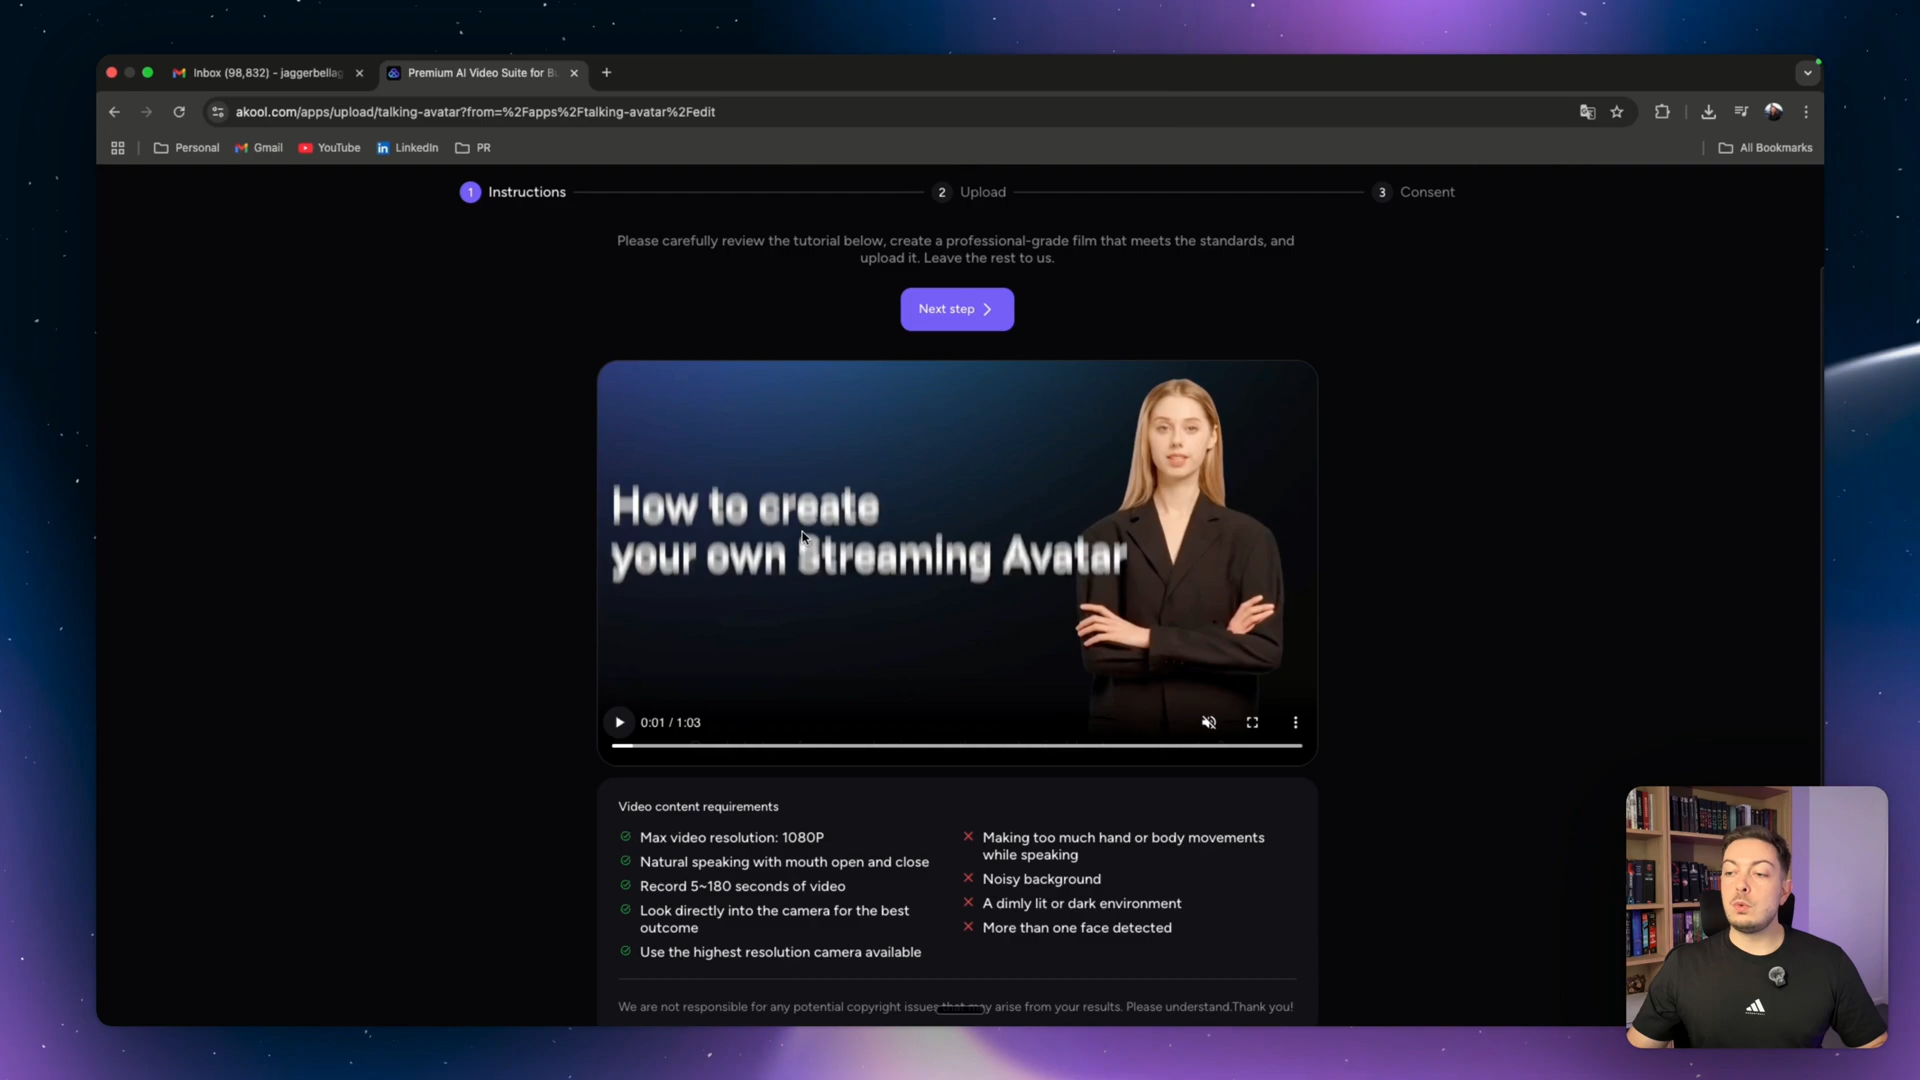 Inbox (98,832) - jaggerbellag
Premium AI Video Suite for Bu
akool.com/apps/upload/talking-avatar?from=%2Fapps%2Ftalking-avatar%2Fedit
Personal
Gmail
YouTube
LinkedIn
PR
All Bookmarks
1 Instructions
2 Upload
3 Consent
Please carefully review the tutorial below, create a professional-grade film that meets the standards, and
upload it. Leave the rest to us.
Next step
How to create
your own Streaming Avatar
0:01 / 1:03
Video content requirements
Max video resolution: 1080P
Natural speaking with mouth open and close
Record 5~180 seconds of video
Look directly into the camera for the best
outcome
Use the highest resolution camera available
Making too much hand or body movements
while speaking
Noisy background
A dimly lit or dark environment
More than one face detected
We are not responsible for any potential copyright issues that may arise from your results. Please understand.Thank you!